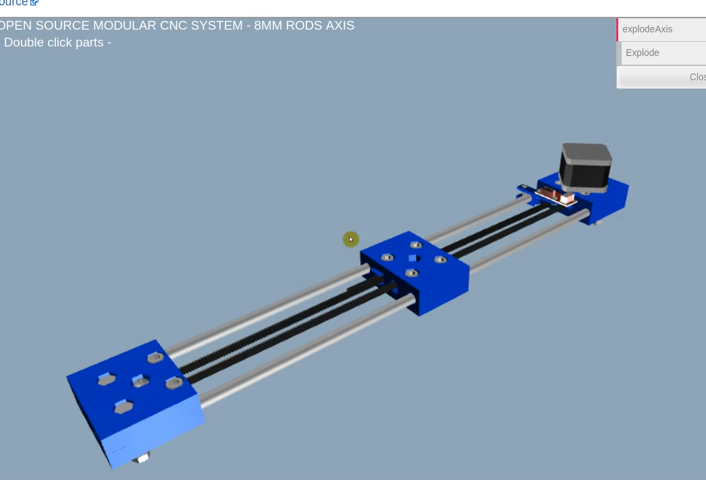 ource
OPEN SOURCE MODULAR CNC SYSTEM - 8MM RODS AXIS
Double click parts -
explodeAxis
Explode
Clos